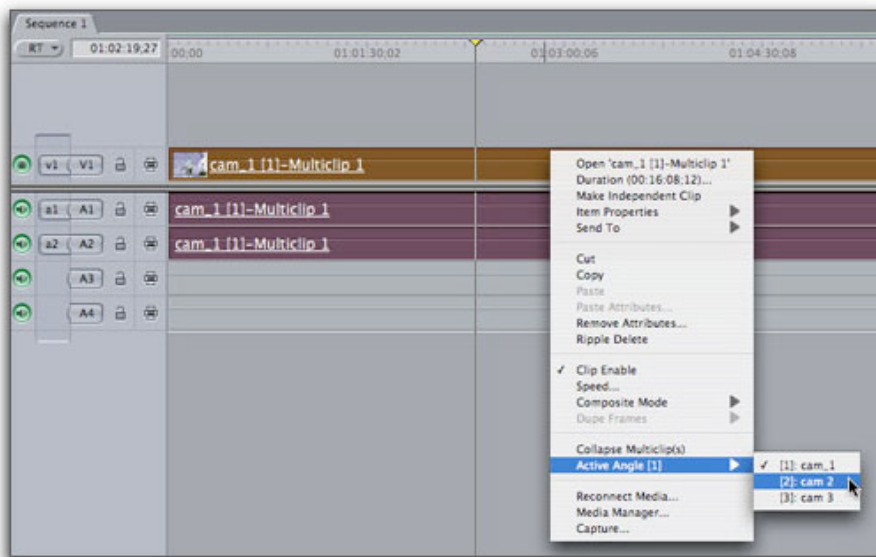 Sequence 1
RT 01:02:19;27 00;00 01:01:30;02 01:03:00;06 01:04:30;08
v1 V1 cam_1 [1]-Multiclip 1
a1 A1 cam_1 [1]-Multiclip 1
a2 A2 cam_1 [1]-Multiclip 1
A3
A4
Open 'cam_1 [1]-Multiclip 1'
Duration (00:16:08;12)...
Make Independent Clip
Item Properties
Send To
Cut
Copy
Paste
Paste Attributes...
Remove Attributes...
Ripple Delete
✓ Clip Enable
Speed...
Composite Mode
Dupe Frames
Collapse Multiclip(s)
Active Angle [1]
✓ [1]: cam_1
[2]: cam 2
[3]: cam 3
Reconnect Media...
Media Manager...
Capture...